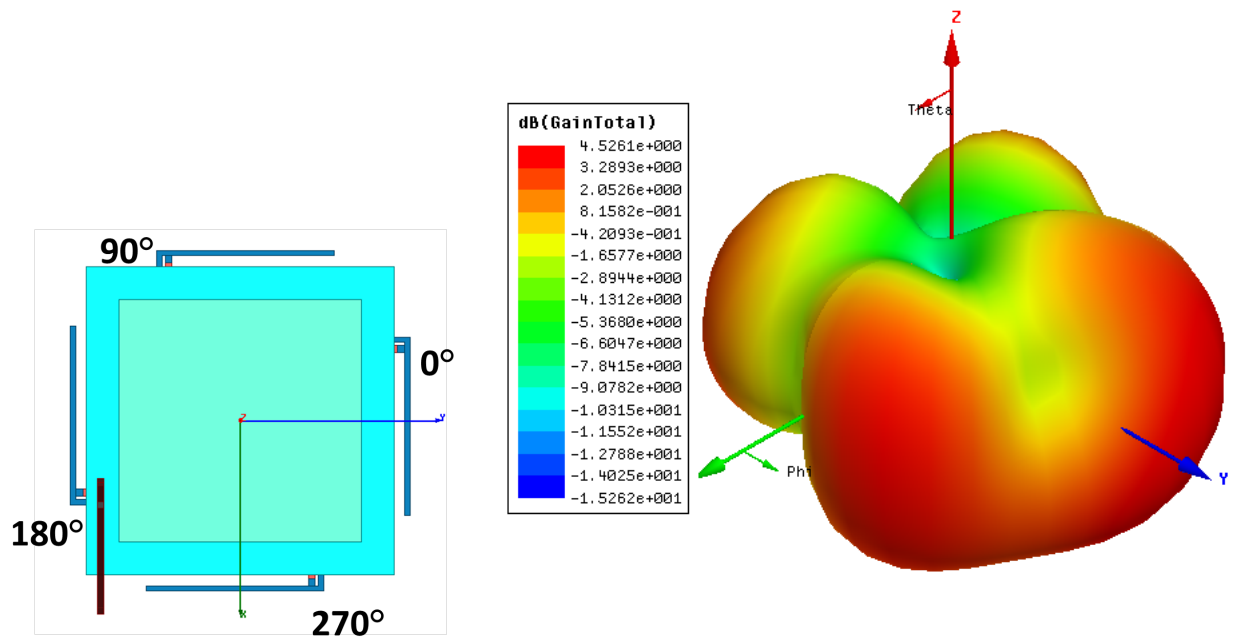 90°
0°
Z
Y
X
180°
270°
dB(GainTotal)
4.5261e+000
3.2893e+000
2.0526e+000
8.1582e-001
-4.2093e-001
-1.6577e+000
-2.8944e+000
-4.1312e+000
-5.3680e+000
-6.6047e+000
-7.8415e+000
-9.0782e+000
-1.0315e+001
-1.1552e+001
-1.2788e+001
-1.4025e+001
-1.5262e+001
Z
Theta
Phi
Y